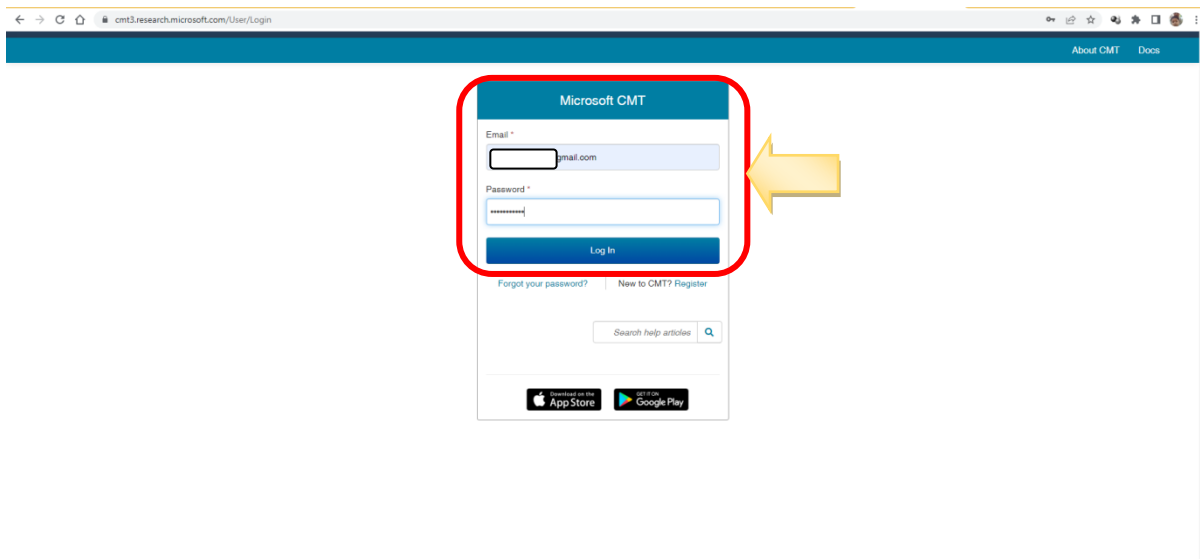 cmt3.research.microsoft.com/User/Login
About CMT Docs
Microsoft CMT
Email *
gmail.com
Password *
•••••••••••
Log In
Forgot your password? New to CMT? Register
Search help articles
Download on the
App Store
GET IT ON
Google Play